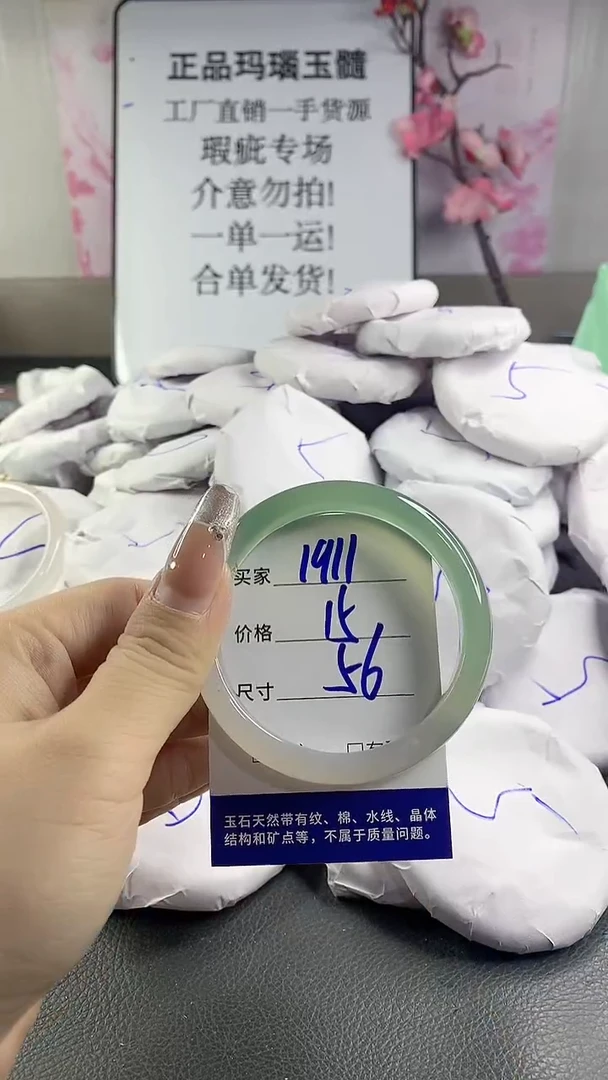 正品玛瑙玉髓
工厂直销一手货源
瑕疵专场
介意勿拍!
一单一运!
合单发货!
买家 1911
价格 15
尺寸 56
玉石天然带有纹、棉、水线、晶体
结构和矿点等，不属于质量问题。
5